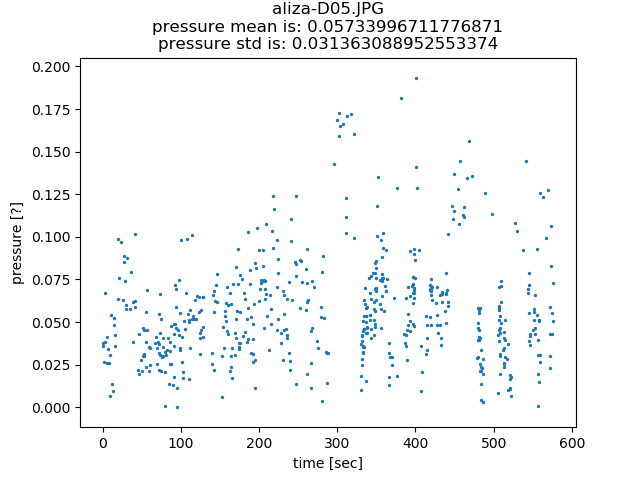 aliza-D05.JPG
pressure mean is: 0.05733996711776871
pressure std is: 0.031363088952553374
0.200
0.175
0.150
0.125
0.100
0.075
0.050
0.025
0.000
pressure [?]
0 100 200 300 400 500 600
time [sec]